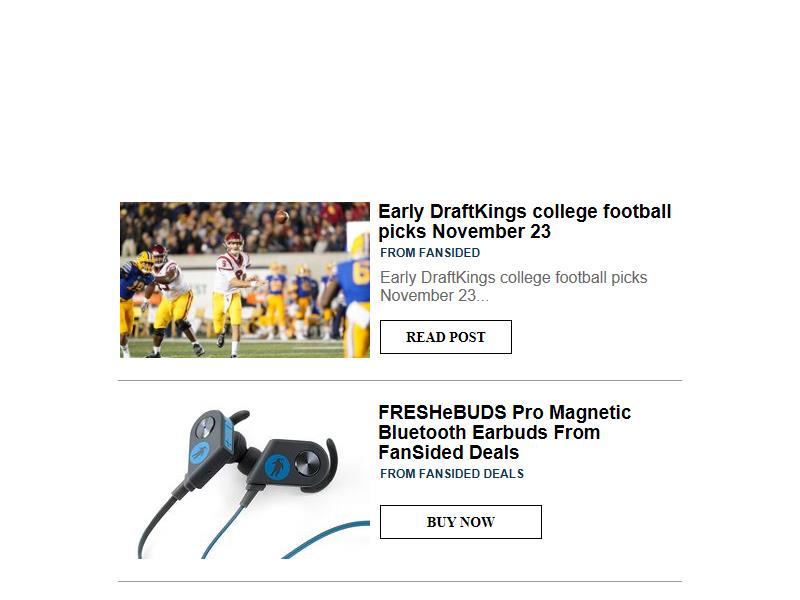 Early DraftKings college football
picks November 23
FROM FANSIDED
Early DraftKings college football picks
November 23...
READ POST
FRESHeBUDS Pro Magnetic
Bluetooth Earbuds From
FanSided Deals
FROM FANSIDED DEALS
BUY NOW